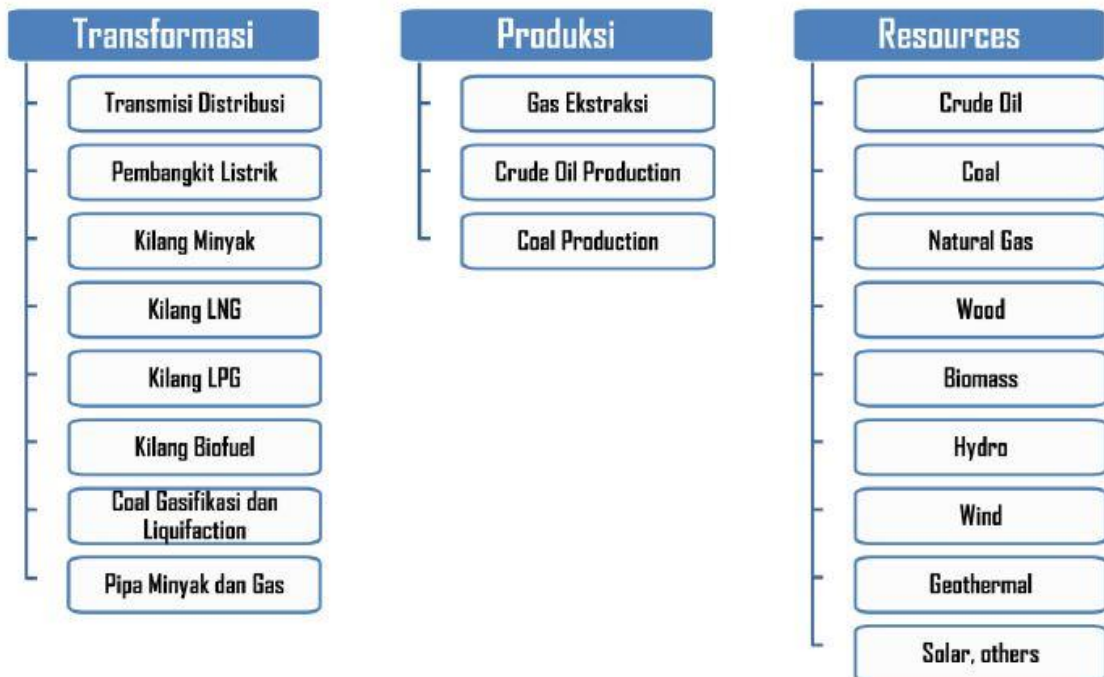 Transformasi
Transmisi Distribusi
Pembangkit Listrik
Kilang Minyak
Kilang LNG
Kilang LPG
Kilang Biofuel
Coal Gasifikasi dan
Liquifaction
Pipa Minyak dan Gas
Produksi
Gas Ekstraksi
Crude Oil Production
Coal Production
Resources
Crude Oil
Coal
Natural Gas
Wood
Biomass
Hydro
Wind
Geothermal
Solar, others